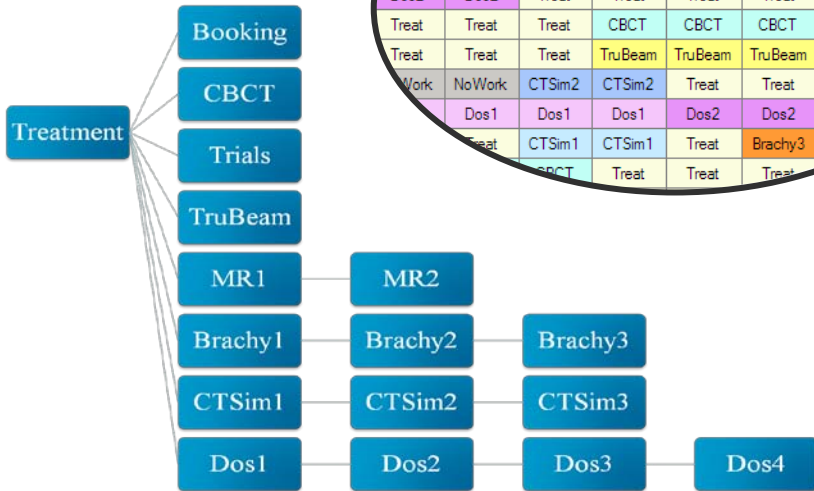 Treat Treat Treat CBCT CBCT CBCT
Treat Treat Treat TruBeam TruBeam TruBeam
NoWork CTSim2 CTSim2 Treat Treat
Dos1 Dos1 Dos1 Dos2 Dos2
CTSim1 CTSim1 Treat Brachy3
Treat Treat Treat
Booking
CBCT
Treatment
Trials
TruBeam
MR1 MR2
Brachy1 Brachy2 Brachy3
CTSim1 CTSim2 CTSim3
Dos1 Dos2 Dos3 Dos4